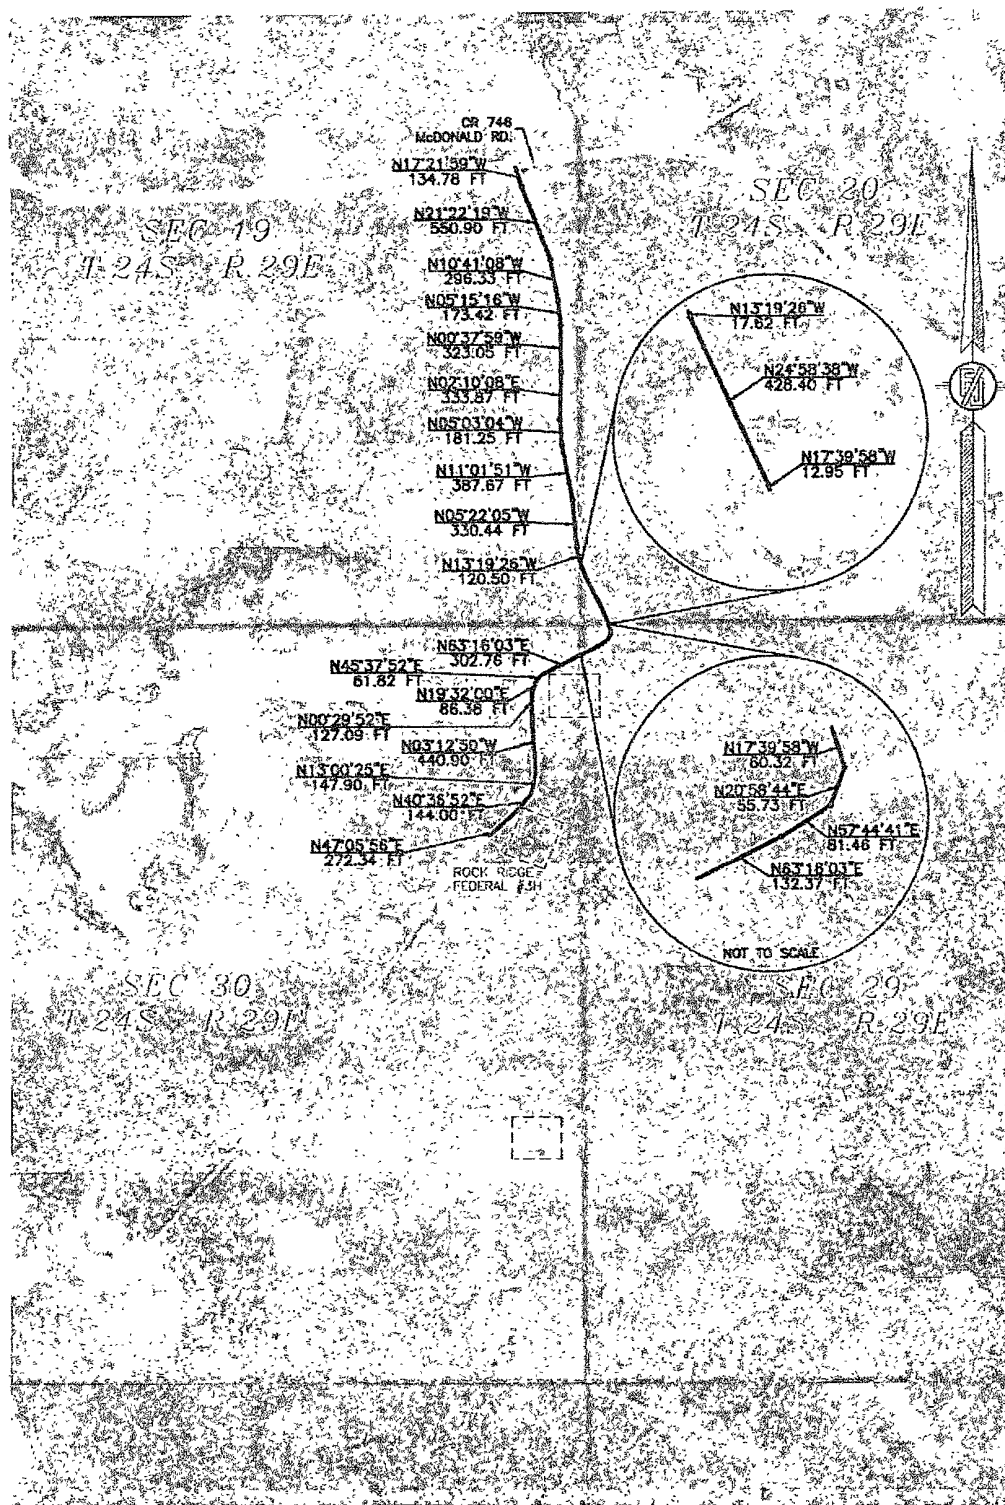 CR 746
McDONALD RD.
N17°21'59"W
134.78 FT
SEC 20
T 24S R 29E
N21°22'19"W
550.90 FT
SEC 19
T 24S R 29E
N10°41'08"W
296.33 FT
N05°15'16"W
173.42 FT
N00°37'59"W
323.05 FT
N02°10'08"E
333.87 FT
N05°03'04"W
181.25 FT
N11°01'51"W
387.67 FT
N05°22'05"W
330.44 FT
N13°19'26"W
120.50 FT
N13°19'26"W
17.62 FT
N24°58'38"W
428.40 FT
N17°39'58"W
12.95 FT
N63°16'03"E
302.76 FT
N45°37'52"E
61.82 FT
N19°32'00"E
86.38 FT
N00°29'52"E
127.09 FT
N03°12'50"W
440.90 FT
N13°00'25"E
147.90 FT
N40°36'52"E
144.00 FT
N47°05'56"E
272.34 FT
ROCK RIDGE
FEDERAL #3H
N17°39'58"W
60.32 FT
N20°58'44"E
55.73 FT
N57°44'41"E
81.46 FT
N63°16'03"E
132.37 FT
NOT TO SCALE
SEC 30
T 24S R 29E
SEC 29
T 24S R 29E